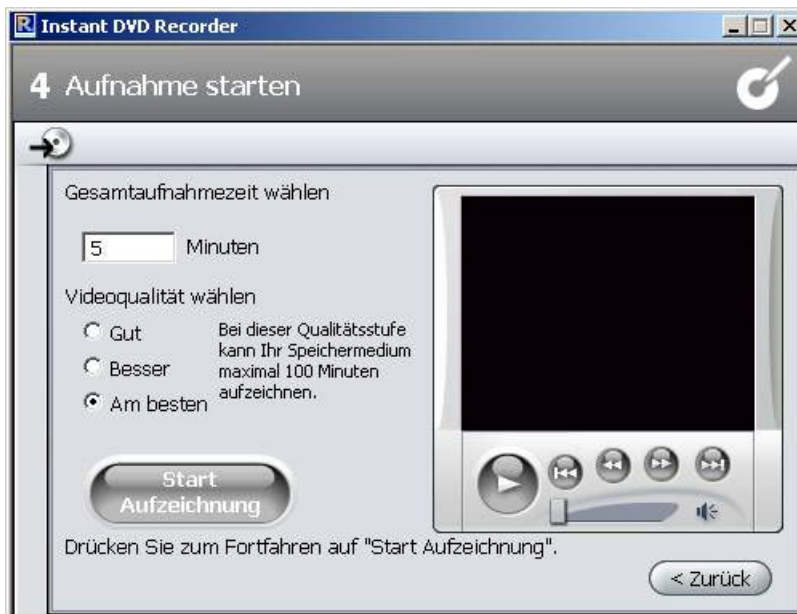 Instant DVD Recorder
4 Aufnahme starten
Gesamtaufnahmezeit wählen
5 Minuten
Videoqualität wählen
Gut
Besser
Am besten
Bei dieser Qualitätsstufe
kann Ihr Speichermedium
maximal 100 Minuten
aufzeichnen.
Start
Aufzeichnung
Drücken Sie zum Fortfahren auf "Start Aufzeichnung".
< Zurück